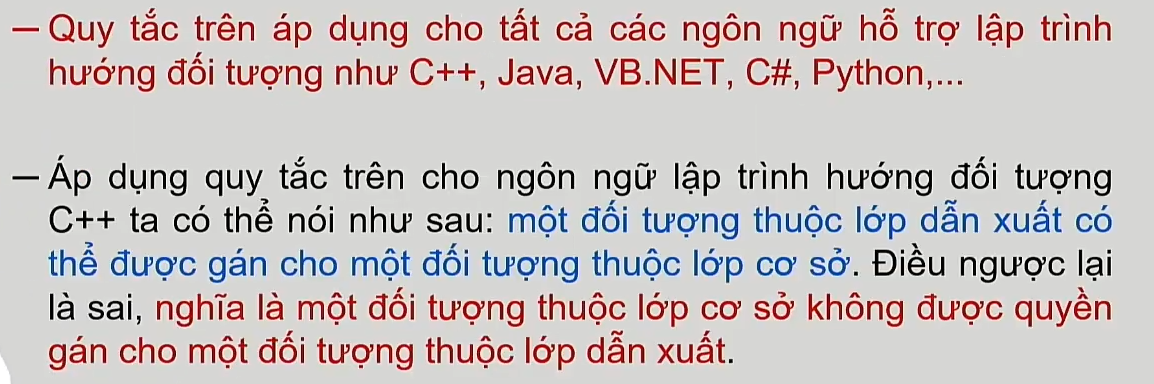 — Quy tắc trên áp dụng cho tất cả các ngôn ngữ hỗ trợ lập trình
hướng đối tượng như C++, Java, VB.NET, C#, Python,...
— Áp dụng quy tắc trên cho ngôn ngữ lập trình hướng đối tượng
C++ ta có thể nói như sau: một đối tượng thuộc lớp dẫn xuất có
thể được gán cho một đối tượng thuộc lớp cơ sở. Điều ngược lại
là sai, nghĩa là một đối tượng thuộc lớp cơ sở không được quyền
gán cho một đối tượng thuộc lớp dẫn xuất.